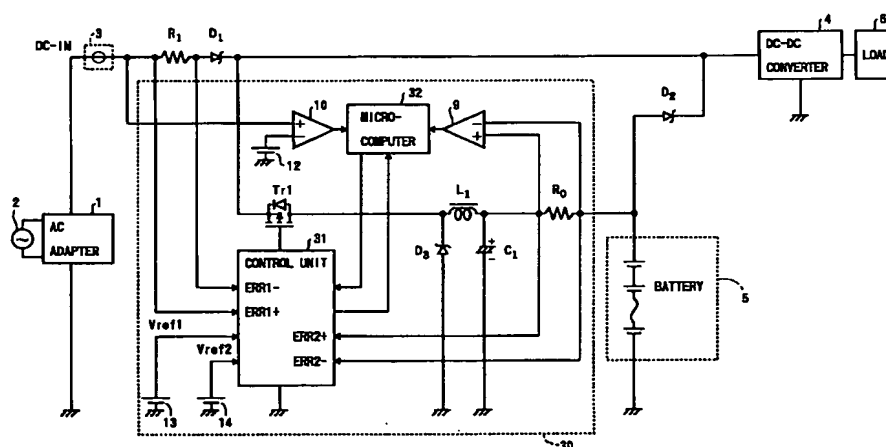 DC-IN
3
R1
D1
4
DC-DC
CONVERTER
6
LOAD
D2
10
32
MICRO-
COMPUTER
9
12
2
1
AC
ADAPTER
Tr1
L1
R0
31
CONTROL UNIT
D3
C1
ERR1-
ERR1+
Vref1
ERR2+
Vref2
ERR2-
BATTERY
5
13
14
30